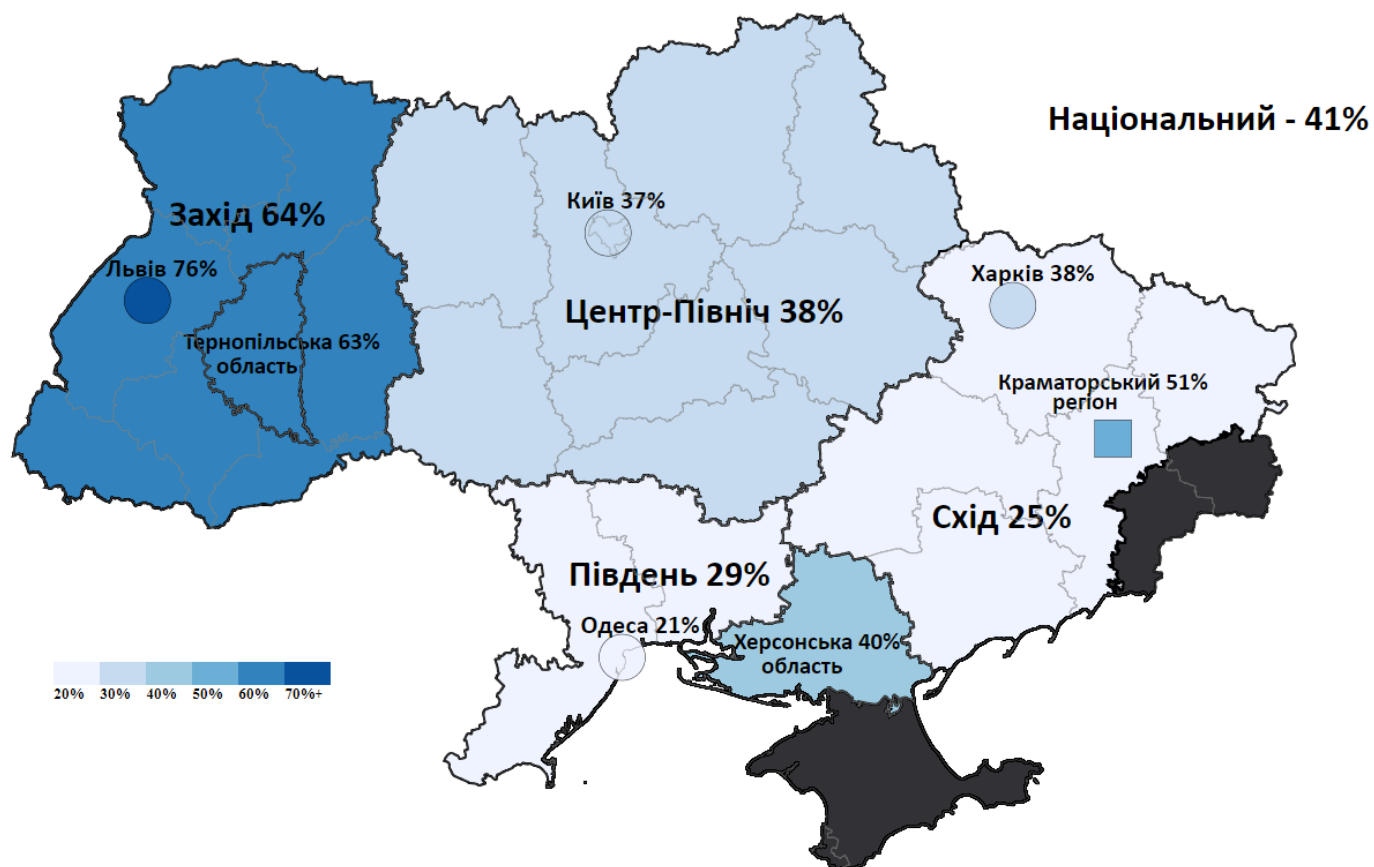 Національний - 41%
Київ 37%
Захід 64%
Львів 76%
Харків 38%
Центр-Північ 38%
Тернопільська 63%
область
Краматорський 51%
регіон
Схід 25%
Південь 29%
Одеса 21%
Херсонська 40%
область
20% 30% 40% 50% 60% 70%+